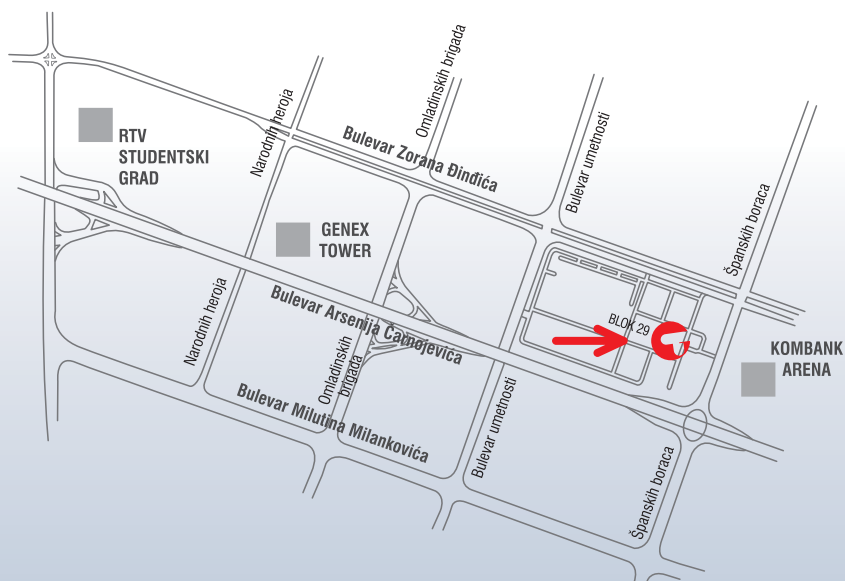 Omladinskih brigada
Narodnih heroja
Bulevar Zorana Đinđića
Bulevar umetnosti
RTV
STUDENTSKI
GRAD
Španskih boraca
GENEX
TOWER
Bulevar Arsenija Čarnojevića
BLOK 29
Narodnih heroja
KOMBANK
ARENA
Omladinskih
brigada
Bulevar umetnosti
Bulevar Milutina Milankovića
Španskih boraca